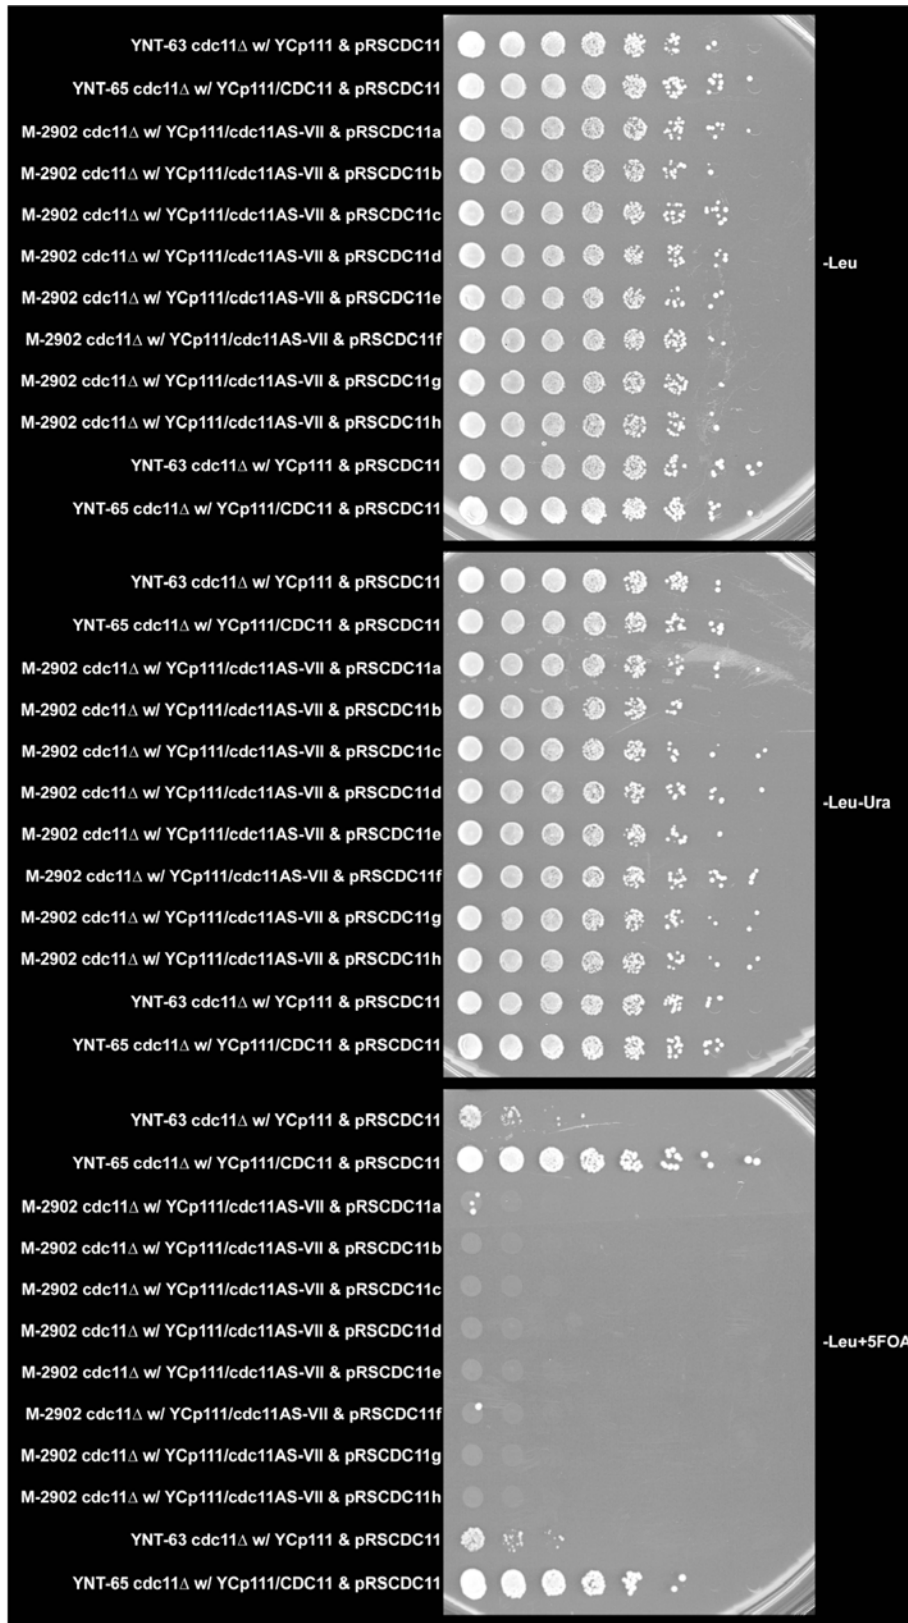 YNT-63 cdc11Δ w/ YCp111 & pRSCDC11
YNT-65 cdc11Δ w/ YCp111/CDC11 & pRSCDC11
M-2902 cdc11Δ w/ YCp111/cdc11AS-VII & pRSCDC11a
M-2902 cdc11Δ w/ YCp111/cdc11AS-VII & pRSCDC11b
M-2902 cdc11Δ w/ YCp111/cdc11AS-VII & pRSCDC11c
M-2902 cdc11Δ w/ YCp111/cdc11AS-VII & pRSCDC11d
-Leu
M-2902 cdc11Δ w/ YCp111/cdc11AS-VII & pRSCDC11e
M-2902 cdc11Δ w/ YCp111/cdc11AS-VII & pRSCDC11f
M-2902 cdc11Δ w/ YCp111/cdc11AS-VII & pRSCDC11g
M-2902 cdc11Δ w/ YCp111/cdc11AS-VII & pRSCDC11h
YNT-63 cdc11Δ w/ YCp111 & pRSCDC11
YNT-65 cdc11Δ w/ YCp111/CDC11 & pRSCDC11
YNT-63 cdc11Δ w/ YCp111 & pRSCDC11
YNT-65 cdc11Δ w/ YCp111/CDC11 & pRSCDC11
M-2902 cdc11Δ w/ YCp111/cdc11AS-VII & pRSCDC11a
M-2902 cdc11Δ w/ YCp111/cdc11AS-VII & pRSCDC11b
M-2902 cdc11Δ w/ YCp111/cdc11AS-VII & pRSCDC11c
M-2902 cdc11Δ w/ YCp111/cdc11AS-VII & pRSCDC11d
-Leu-Ura
M-2902 cdc11Δ w/ YCp111/cdc11AS-VII & pRSCDC11e
M-2902 cdc11Δ w/ YCp111/cdc11AS-VII & pRSCDC11f
M-2902 cdc11Δ w/ YCp111/cdc11AS-VII & pRSCDC11g
M-2902 cdc11Δ w/ YCp111/cdc11AS-VII & pRSCDC11h
YNT-63 cdc11Δ w/ YCp111 & pRSCDC11
YNT-65 cdc11Δ w/ YCp111/CDC11 & pRSCDC11
YNT-63 cdc11Δ w/ YCp111 & pRSCDC11
YNT-65 cdc11Δ w/ YCp111/CDC11 & pRSCDC11
M-2902 cdc11Δ w/ YCp111/cdc11AS-VII & pRSCDC11a
M-2902 cdc11Δ w/ YCp111/cdc11AS-VII & pRSCDC11b
M-2902 cdc11Δ w/ YCp111/cdc11AS-VII & pRSCDC11c
M-2902 cdc11Δ w/ YCp111/cdc11AS-VII & pRSCDC11d
-Leu+5FOA
M-2902 cdc11Δ w/ YCp111/cdc11AS-VII & pRSCDC11e
M-2902 cdc11Δ w/ YCp111/cdc11AS-VII & pRSCDC11f
M-2902 cdc11Δ w/ YCp111/cdc11AS-VII & pRSCDC11g
M-2902 cdc11Δ w/ YCp111/cdc11AS-VII & pRSCDC11h
YNT-63 cdc11Δ w/ YCp111 & pRSCDC11
YNT-65 cdc11Δ w/ YCp111/CDC11 & pRSCDC11